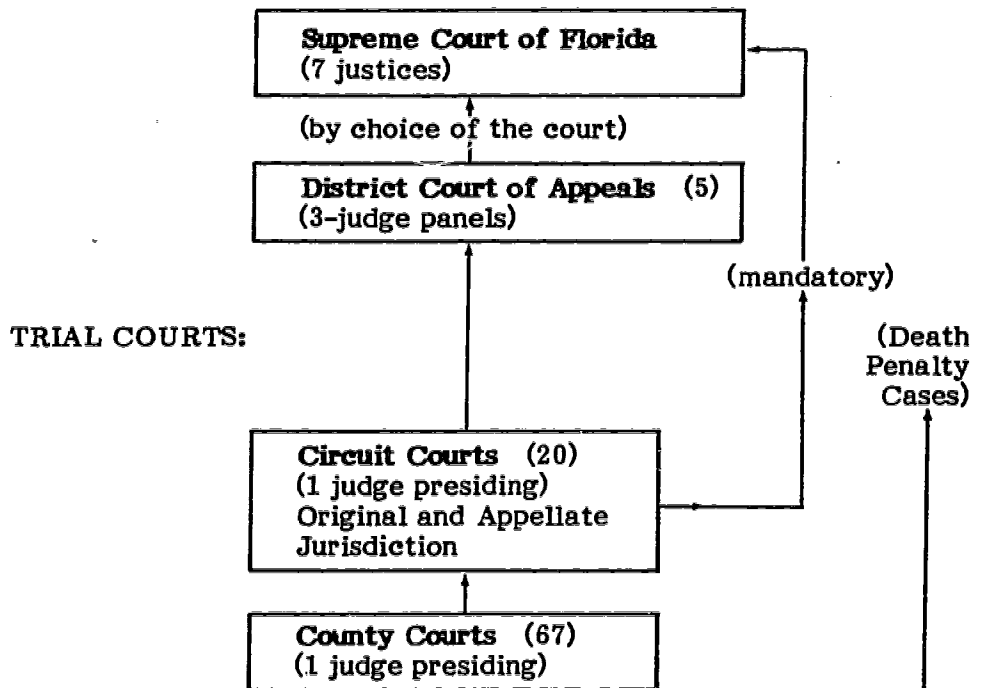 Supreme Court of Florida
(7 justices)
(by choice of the court)
District Court of Appeals (5)
(3-judge panels)
(mandatory)
TRIAL COURTS:
(Death
Penalty
Cases)
Circuit Courts (20)
(1 judge presiding)
Original and Appellate
Jurisdiction
County Courts (67)
(1 judge presiding)